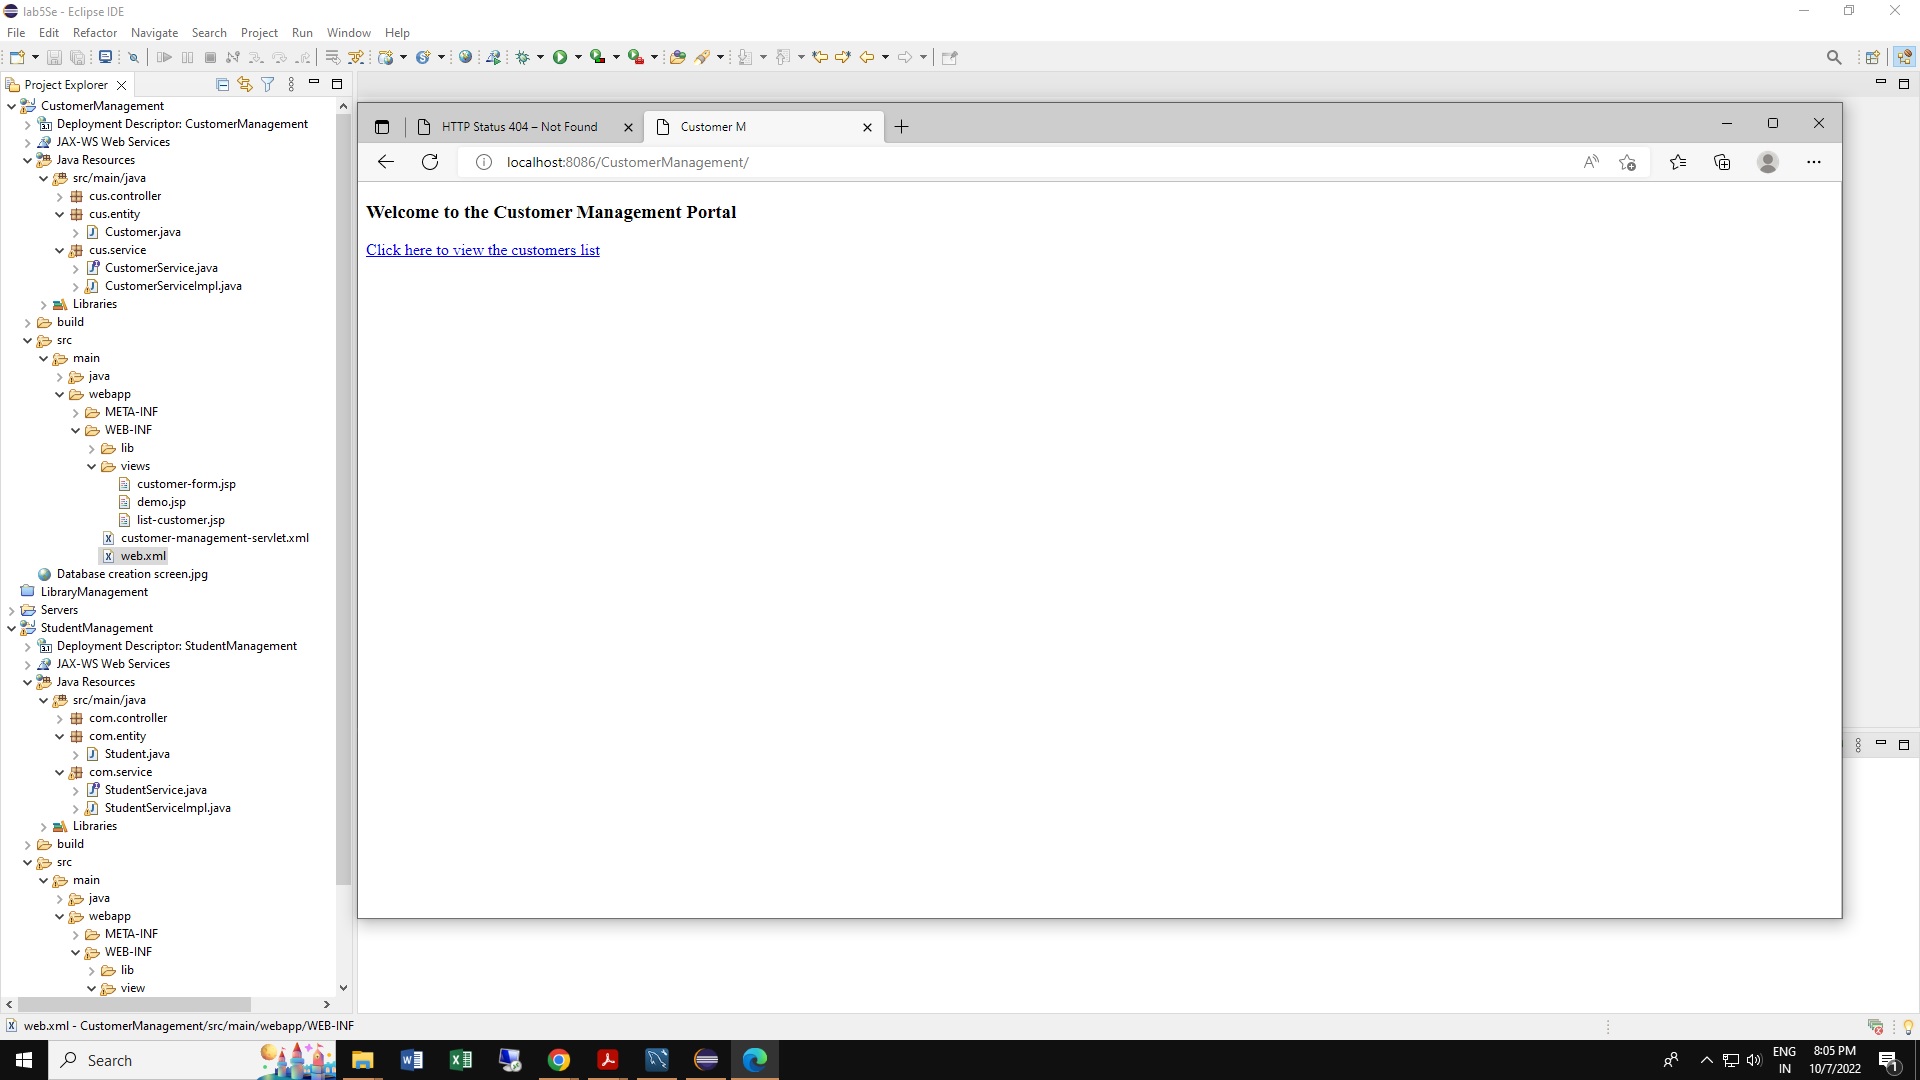 lab5Se - Eclipse IDE
File Edit Refactor Navigate Search Project Run Window Help
Project Explorer
CustomerManagement
Deployment Descriptor: CustomerManagement
JAX-WS Web Services
Java Resources
src/main/java
cus.controller
cus.entity
Customer.java
cus.service
CustomerService.java
CustomerServiceImpl.java
Libraries
build
src
main
java
webapp
META-INF
WEB-INF
lib
views
customer-form.jsp
demo.jsp
list-customer.jsp
customer-management-servlet.xml
web.xml
Database creation screen.jpg
LibraryManagement
Servers
StudentManagement
Deployment Descriptor: StudentManagement
JAX-WS Web Services
Java Resources
src/main/java
com.controller
com.entity
Student.java
com.service
StudentService.java
StudentServiceImpl.java
Libraries
build
src
main
java
webapp
META-INF
WEB-INF
lib
view
HTTP Status 404 – Not Found
Customer M
localhost:8086/CustomerManagement/
Welcome to the Customer Management Portal
Click here to view the customers list
web.xml - CustomerManagement/src/main/webapp/WEB-INF
Search
ENG
IN
8:05 PM
10/7/2022
1